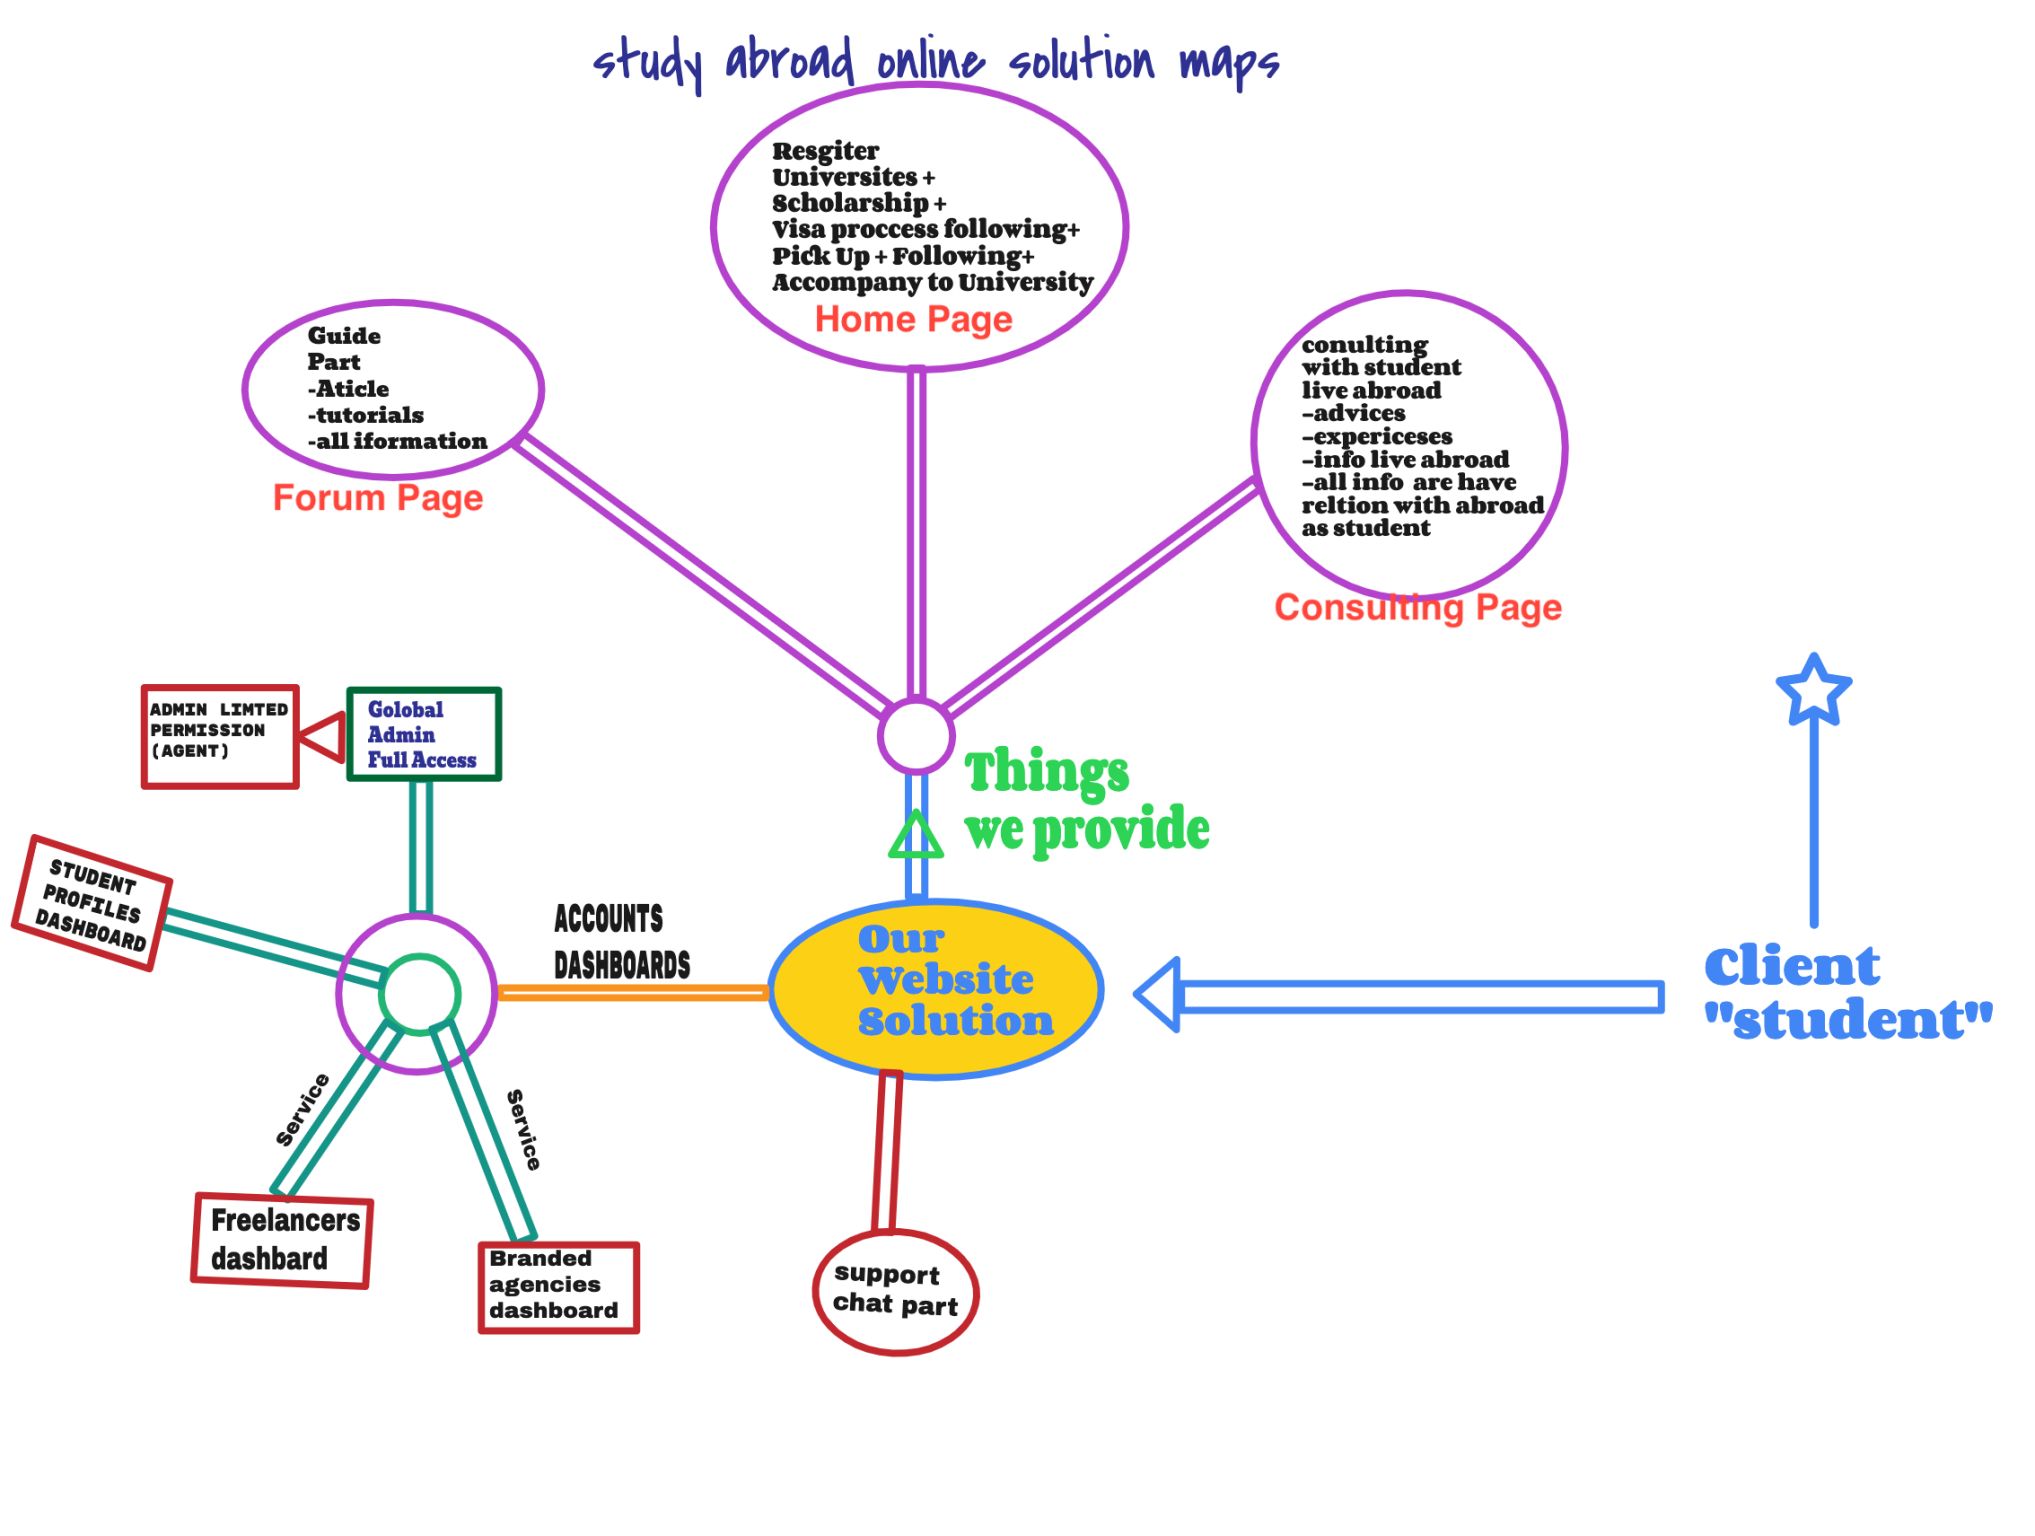 study abroad online solution maps
Resgiter
Universites +
Scholarship +
Visa proccess following+
Pick Up + Following+
Accompany to University
Home Page
Guide
Part
-Aticle
-tutorials
-all iformation
Forum Page
conulting
with student
live abroad
-advices
-expericeses
-info live abroad
-all info are have
reltion with abroad
as student
Consulting Page
ADMIN LIMTED
PERMISSION
(AGENT)
Golobal
Admin
Full Access
Things
we provide
STUDENT
PROFILES
DASHBOARD
ACCOUNTS
DASHBOARDS
Our
Website
Solution
Client
"student"
Service
Service
Freelancers
dashbard
Branded
agencies
dashboard
support
chat part